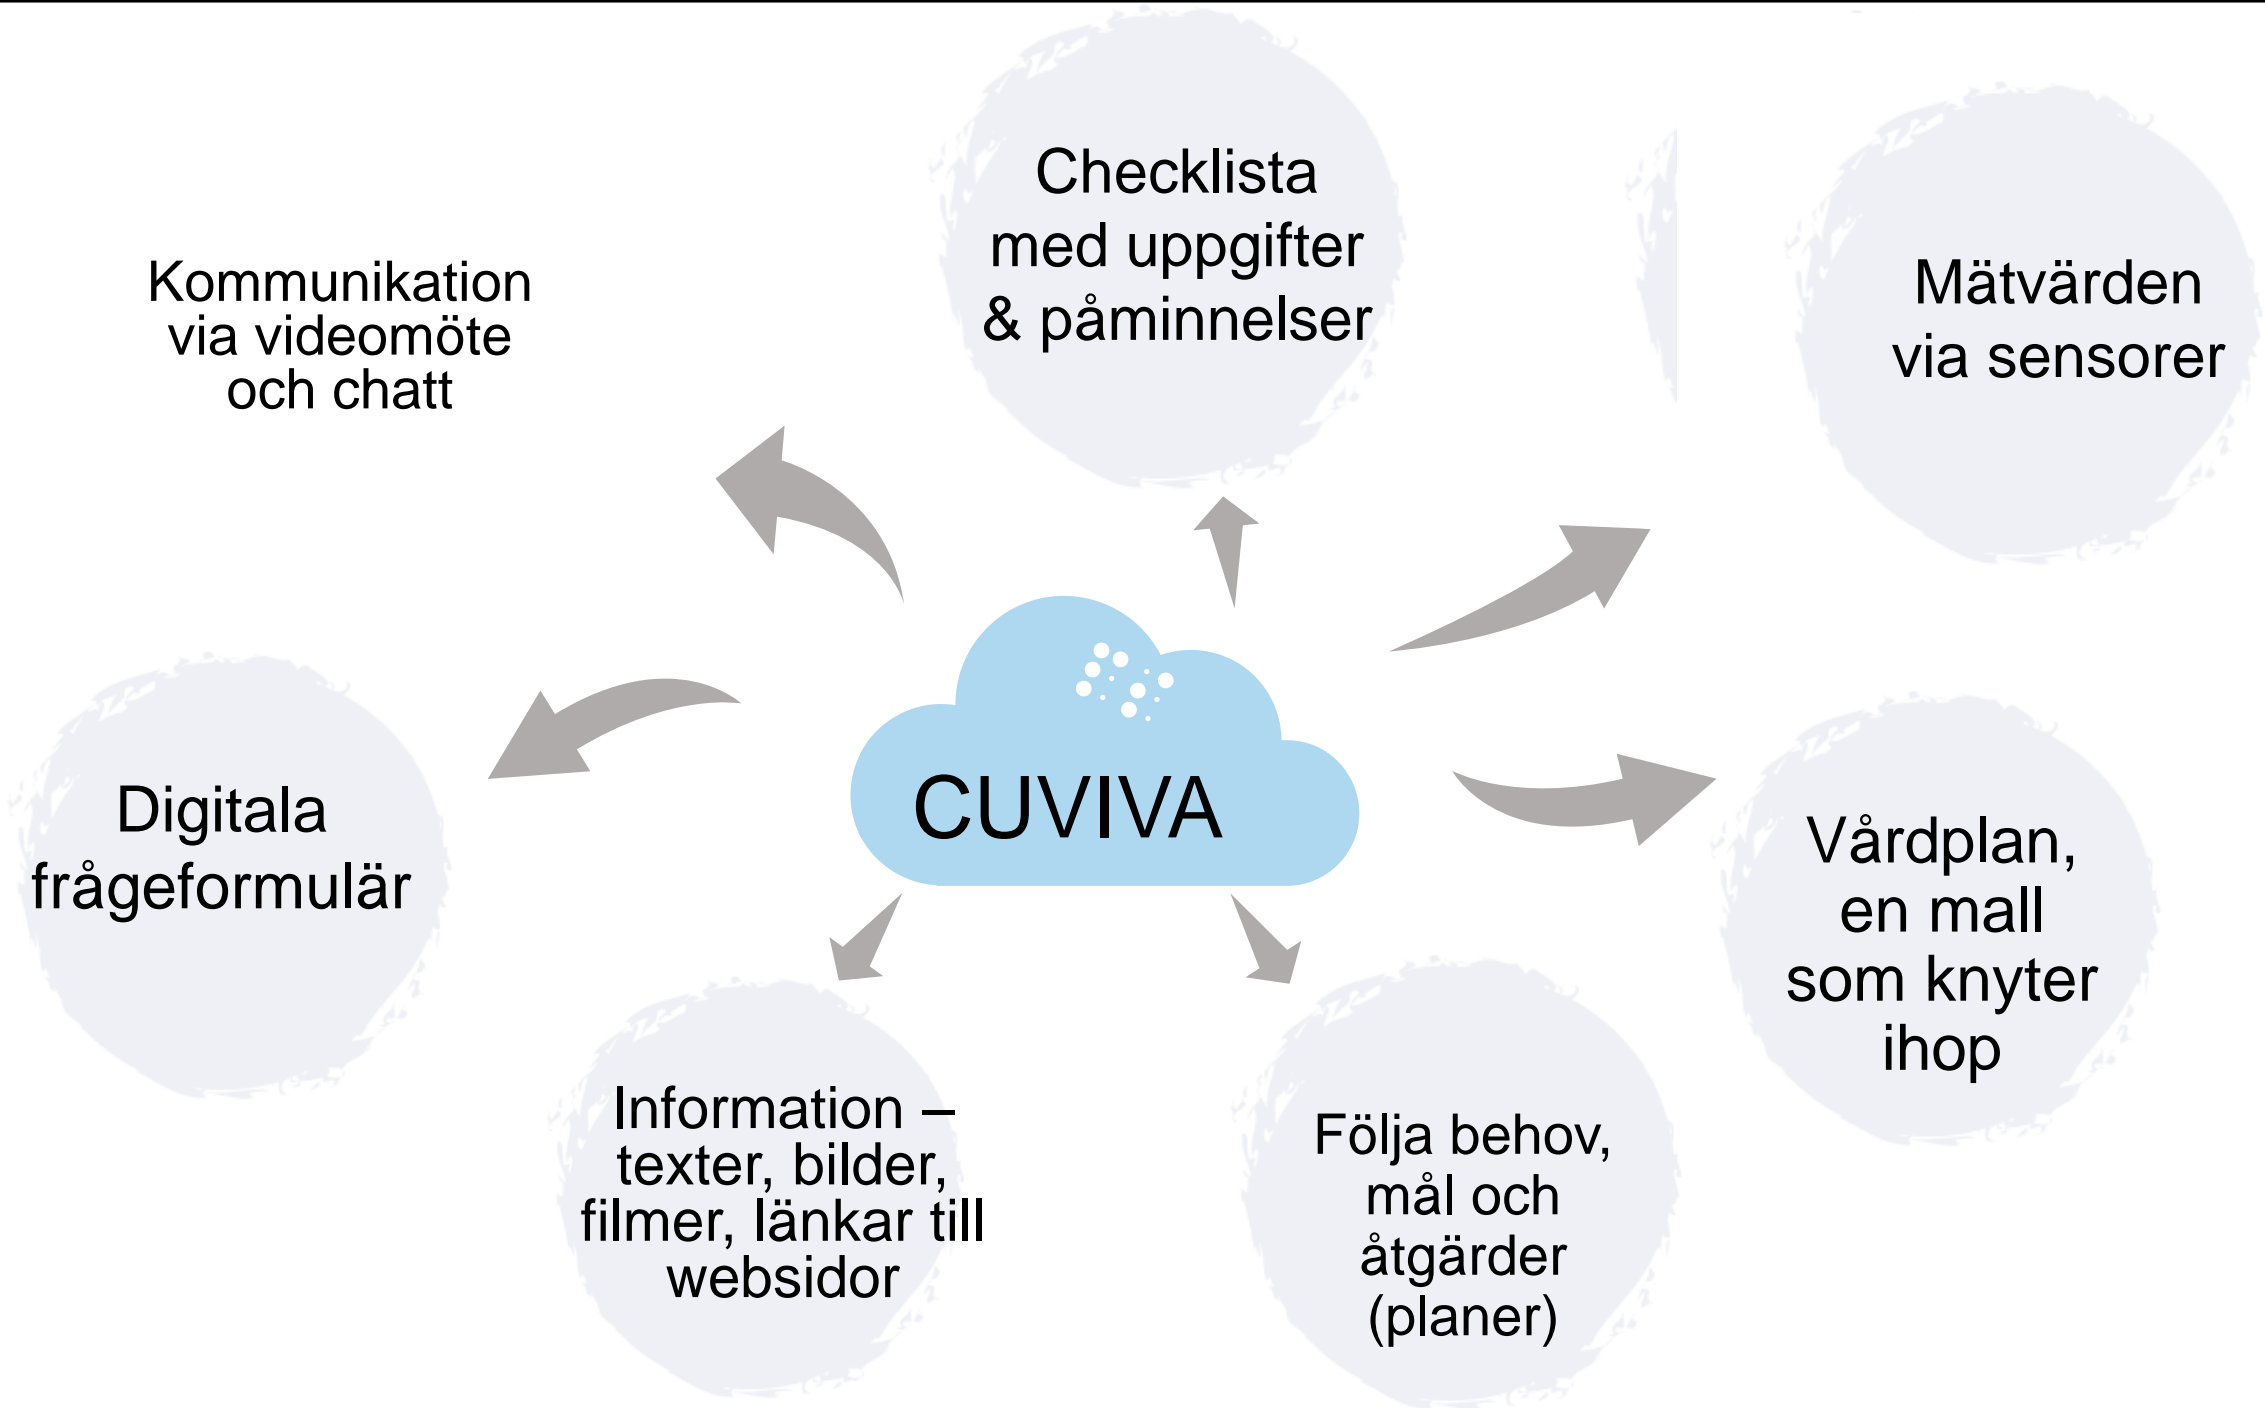 Checklista
med uppgifter
& påminnelser
Kommunikation
via videomöte
och chatt
Mätvärden
via sensorer
CUVIVA
Digitala
frågeformulär
Vårdplan,
en mall
som knyter
ihop
Information –
texter, bilder,
filmer, länkar till
websidor
Följa behov,
mål och
åtgärder
(planer)